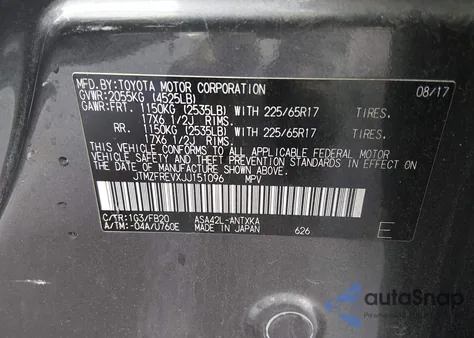 MFD.BY:TOYOTA MOTOR CORPORATION 08/17
GVWR:2055KG (4525LB)
GAWR:FRT 1150KG (2535LB) WITH 225/65R17 TIRES.
17X6 1/2J RIMS.
RR. 1150KG (2535LB) WITH 225/65R17 TIRES.
17X6 1/2J RIMS.
THIS VEHICLE CONFORMS TO ALL APPLICABLE FEDERAL MOTOR
VEHICLE SAFETY AND THEFT PREVENTION STANDARDS IN EFFECT
ON THE DATE OF MANUFACTURE SHOWN ABOVE.
JTMZFREVXJJ151096 MPV
C/TR:1G3/FB20 ASA42L-ANTXKA
A/TM:-04A/U760E MADE IN JAPAN 626 E
autoSnap